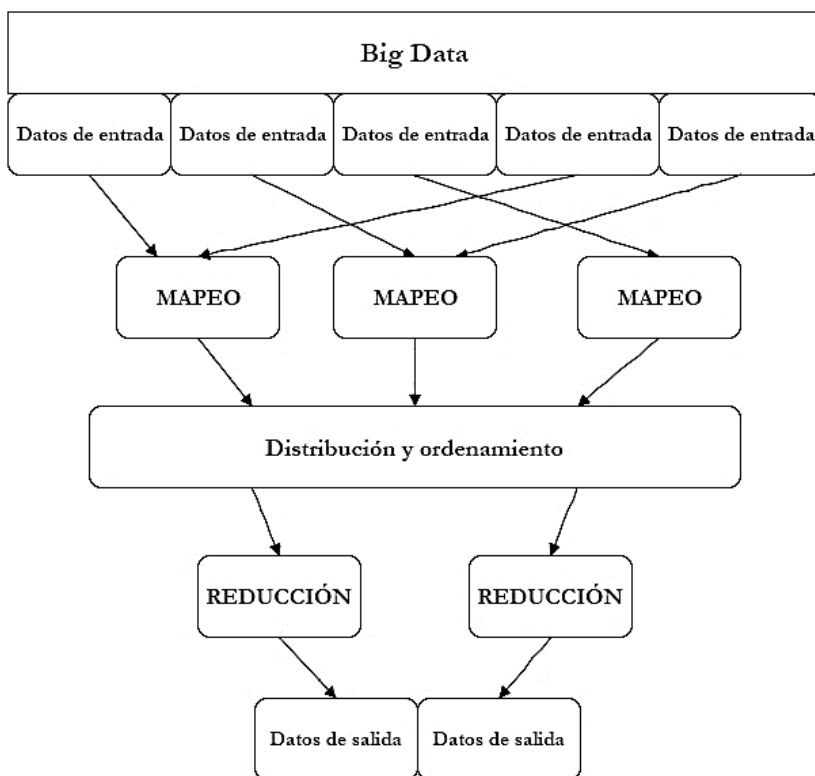 Big Data
Datos de entrada
Datos de entrada
Datos de entrada
Datos de entrada
Datos de entrada
MAPEO
MAPEO
MAPEO
Distribución y ordenamiento
REDUCCIÓN
REDUCCIÓN
Datos de salida
Datos de salida